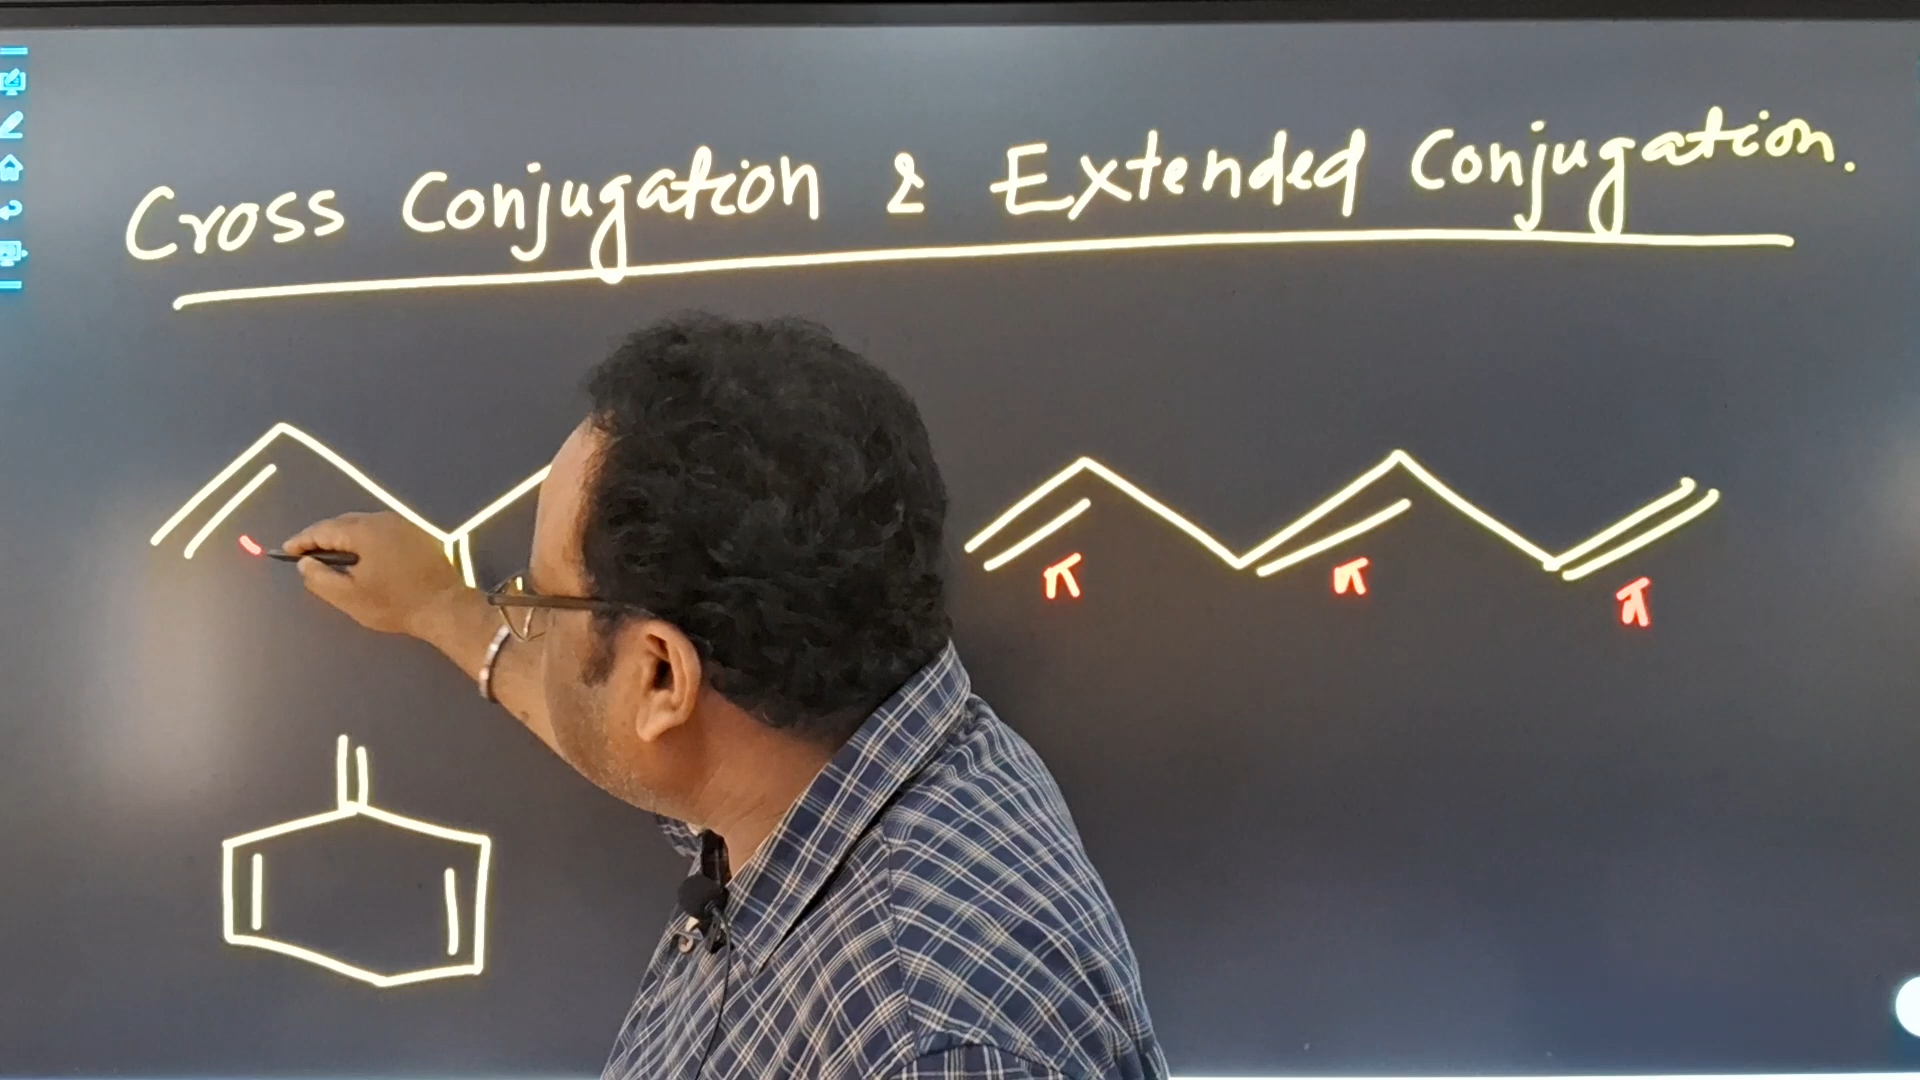 Cross Conjugation & Extended Conjugation.
π π π